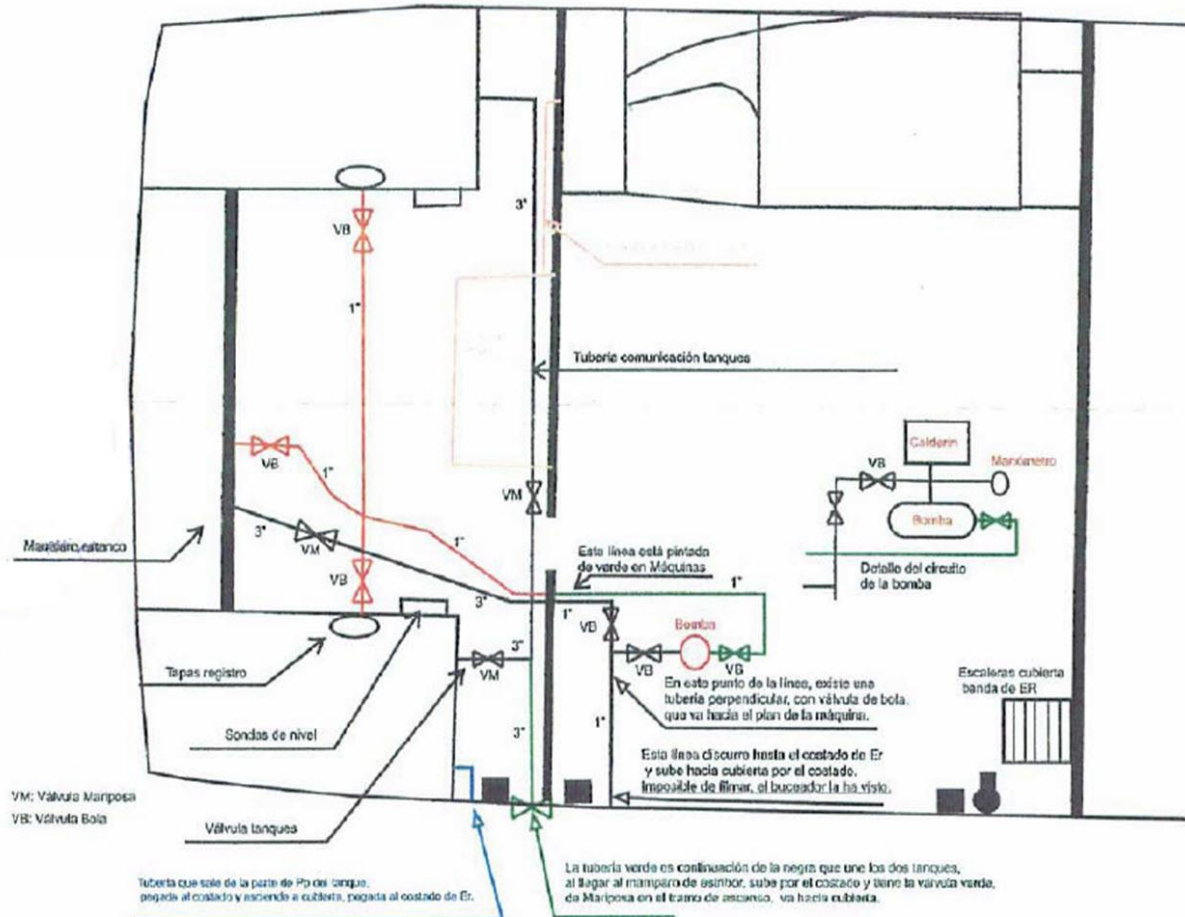 3"
VB
1"
Tubería comunicación tanques
Calderín
VB
Manómetro
VB
1"
VM
Bomba
Mamparo estanco
3"
VM
1"
Esta línea está pintada
de verde en Máquinas
Detalle del circuito
de la bomba
VB
3"
1"
1"
VB
Bomba
Tapas registro
3"
VM
VB
VB
En este punto de la línea, existe una
tubería perpendicular, con válvula de bola,
que va hacia el plan de la máquina.
Escaleras cubierta
banda de ER
Sondas de nivel
3"
1"
Esta línea discurre hasta el costado de Er
y sube hacia cubierta por el costado.
Imposible de filmar, el buceador la ha visto.
VM: Válvula Mariposa
VB: Válvula Bola
Válvula tanques
Tubería que sale de la parte de Pp del tanque,
pegada al costado y asciende a cubierta, pegada al costado de Er.
La tubería verde es continuación de la negra que une los dos tanques,
al llegar al mamparo de estribor, sube por el costado y tiene la válvula verde,
de Mariposa en el tramo de ascenso, va hacia cubierta.